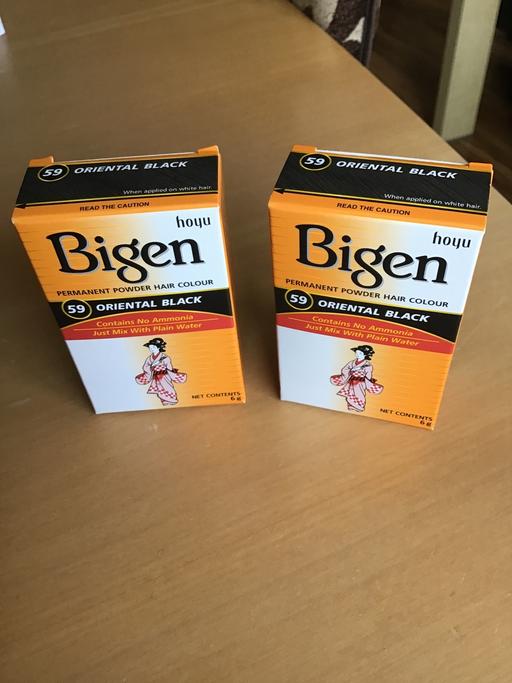 59 ORIENTAL BLACK
When applied on white hair.
READ THE CAUTION
hoyu
Bigen
PERMANENT POWDER HAIR COLOUR
59 ORIENTAL BLACK
Contains No Ammonia
Just Mix With Plain Water
NET CONTENTS
6 g
59 ORIENTAL BLACK
When applied on white hair.
READ THE CAUTION
hoyu
Bigen
PERMANENT POWDER HAIR COLOUR
59 ORIENTAL BLACK
Contains No Ammonia
Just Mix With Plain Water
NET CONTENTS
6 g